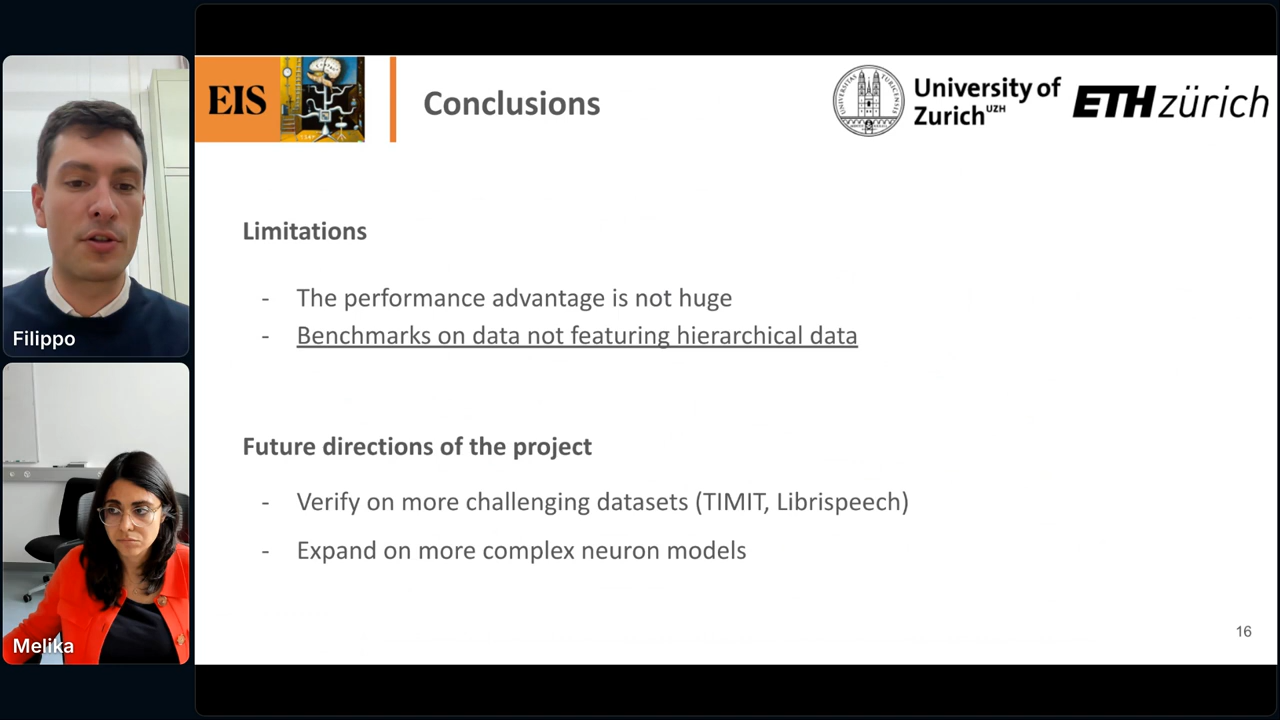 EIS
Conclusions
University of
Zurich UZH
ETH zürich
Limitations
- The performance advantage is not huge
- Benchmarks on data not featuring hierarchical data
Future directions of the project
- Verify on more challenging datasets (TIMIT, Librispeech)
- Expand on more complex neuron models
16
Filippo
Melika